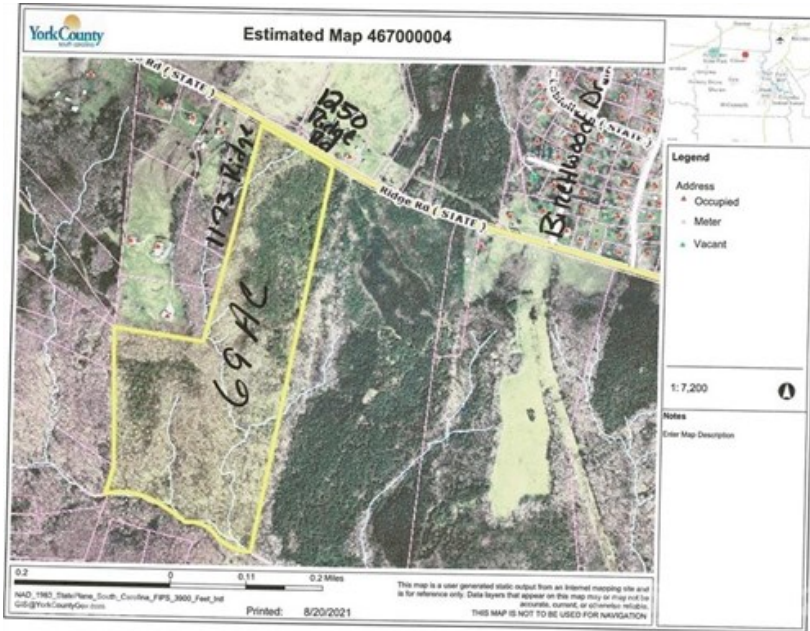 York County
south carolina
Estimated Map 467000004
Rd ( STATE )
1173 Ridge
1250
Ridge
Rd
Ridge Rd ( STATE )
Birchwoode Dr
( STATE )
69 AC
Legend
Address
Occupied
Meter
Vacant
1: 7,200
Notes
Enter Map Description
0.2
0
0.11
0.2 Miles
NAD_1983_StatePlane_South_Carolina_FIPS_3900_Feet_Intl
GIS@YorkCountyGov.com
Printed: 8/20/2021
This map is a user generated static output from an Internet mapping site and
is for reference only. Data layers that appear on this map may or may not be
accurate, current, or otherwise reliable.
THIS MAP IS NOT TO BE USED FOR NAVIGATION